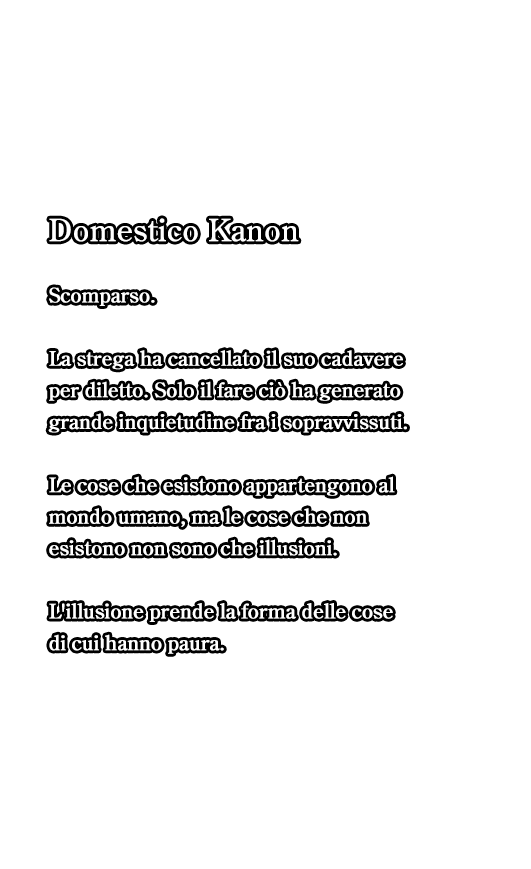 Domestico Kanon
Scomparso.
La strega ha cancellato il suo cadavere
per diletto. Solo il fare ciò ha generato
grande inquietudine fra i sopravvissuti.
Le cose che esistono appartengono al
mondo umano, ma le cose che non
esistono non sono che illusioni.
L'illusione prende la forma delle cose
di cui hanno paura.